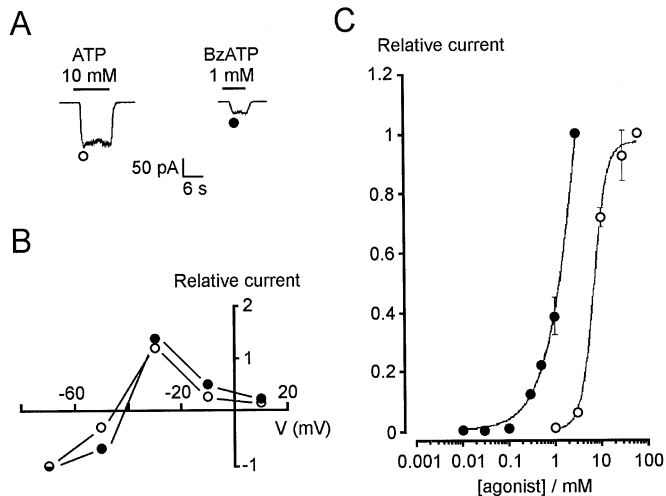 A
ATP
10 mM
BzATP
1 mM
50 pA
6 s
B
Relative current
2
1
-60
-20
20
V (mV)
-1
C
Relative current
1.2
1
0.8
0.6
0.4
0.2
0
0.001
0.01
0.1
1
10
100
[agonist] / mM